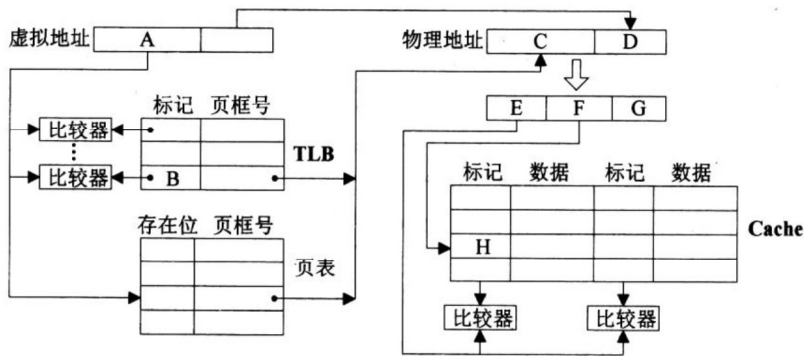 虚拟地址 A
物理地址 C D
E F G
标记 页框号
比较器
TLB
比较器 B
标记 数据 标记 数据
Cache
H
存在位 页框号
页表
比较器 比较器